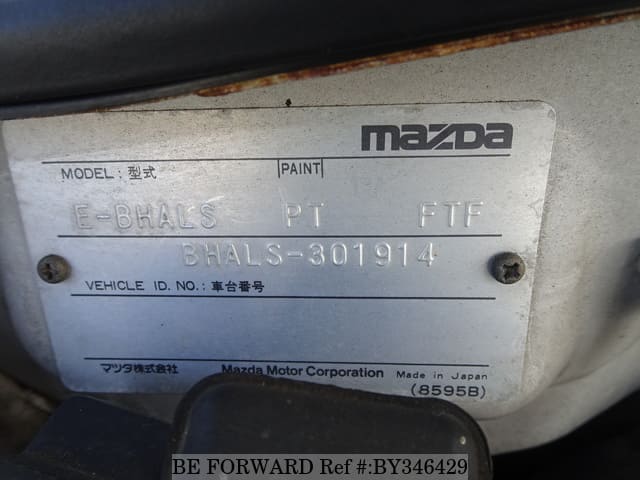 mazda
MODEL: 型式 PAINT
E-BHALS PT FTF
BHALS-301914
VEHICLE ID. NO.: 車台番号
マツダ株式会社 Mazda Motor Corporation Made in Japan
(8595B)
BE FORWARD Ref #:BY346429